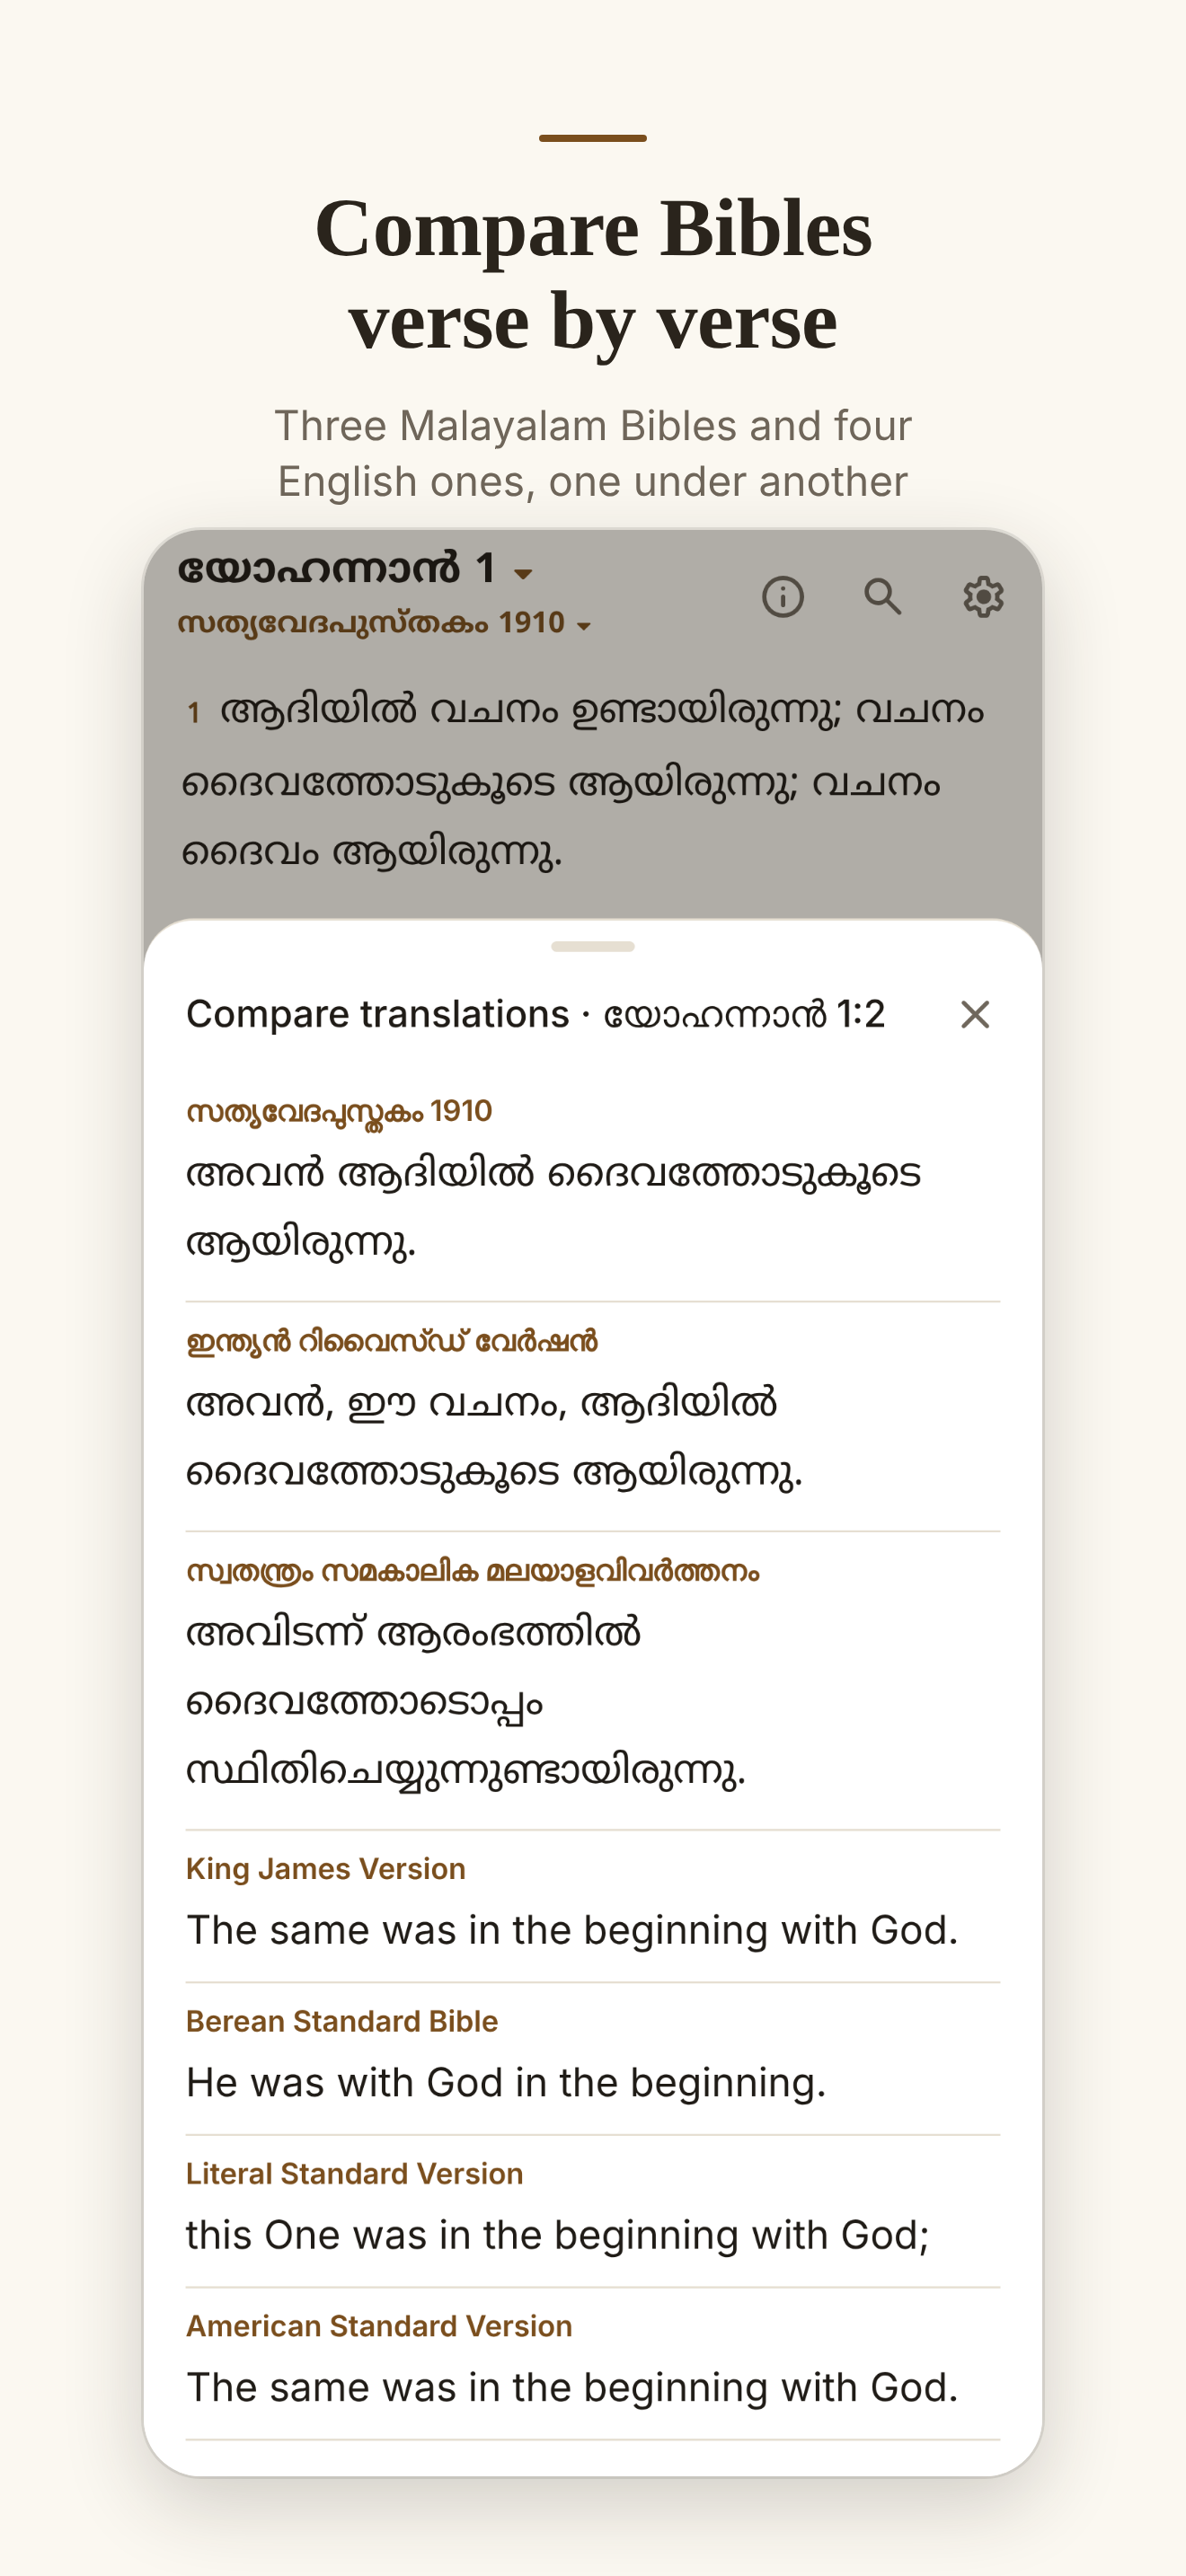 Compare Bibles
verse by verse
Three Malayalam Bibles and four
English ones, one under another
യോഹന്നാൻ 1
സത്യവേദപുസ്തകം 1910
1 ആദിയിൽ വചനം ഉണ്ടായിരുന്നു; വചനം
ദൈവത്തോടുകൂടെ ആയിരുന്നു; വചനം
ദൈവം ആയിരുന്നു.
Compare translations · യോഹന്നാൻ 1:2
സത്യവേദപുസ്തകം 1910
അവൻ ആദിയിൽ ദൈവത്തോടുകൂടെ
ആയിരുന്നു.
ഇന്ത്യൻ റിവൈസ്ഡ് വേർഷൻ
അവൻ, ഈ വചനം, ആദിയിൽ
ദൈവത്തോടുകൂടെ ആയിരുന്നു.
സ്വതന്ത്രം സമകാലിക മലയാളവിവർത്തനം
അവിടന്ന് ആരംഭത്തിൽ
ദൈവത്തോടൊപ്പം
സ്ഥിതിചെയ്യുന്നുണ്ടായിരുന്നു.
King James Version
The same was in the beginning with God.
Berean Standard Bible
He was with God in the beginning.
Literal Standard Version
this One was in the beginning with God;
American Standard Version
The same was in the beginning with God.